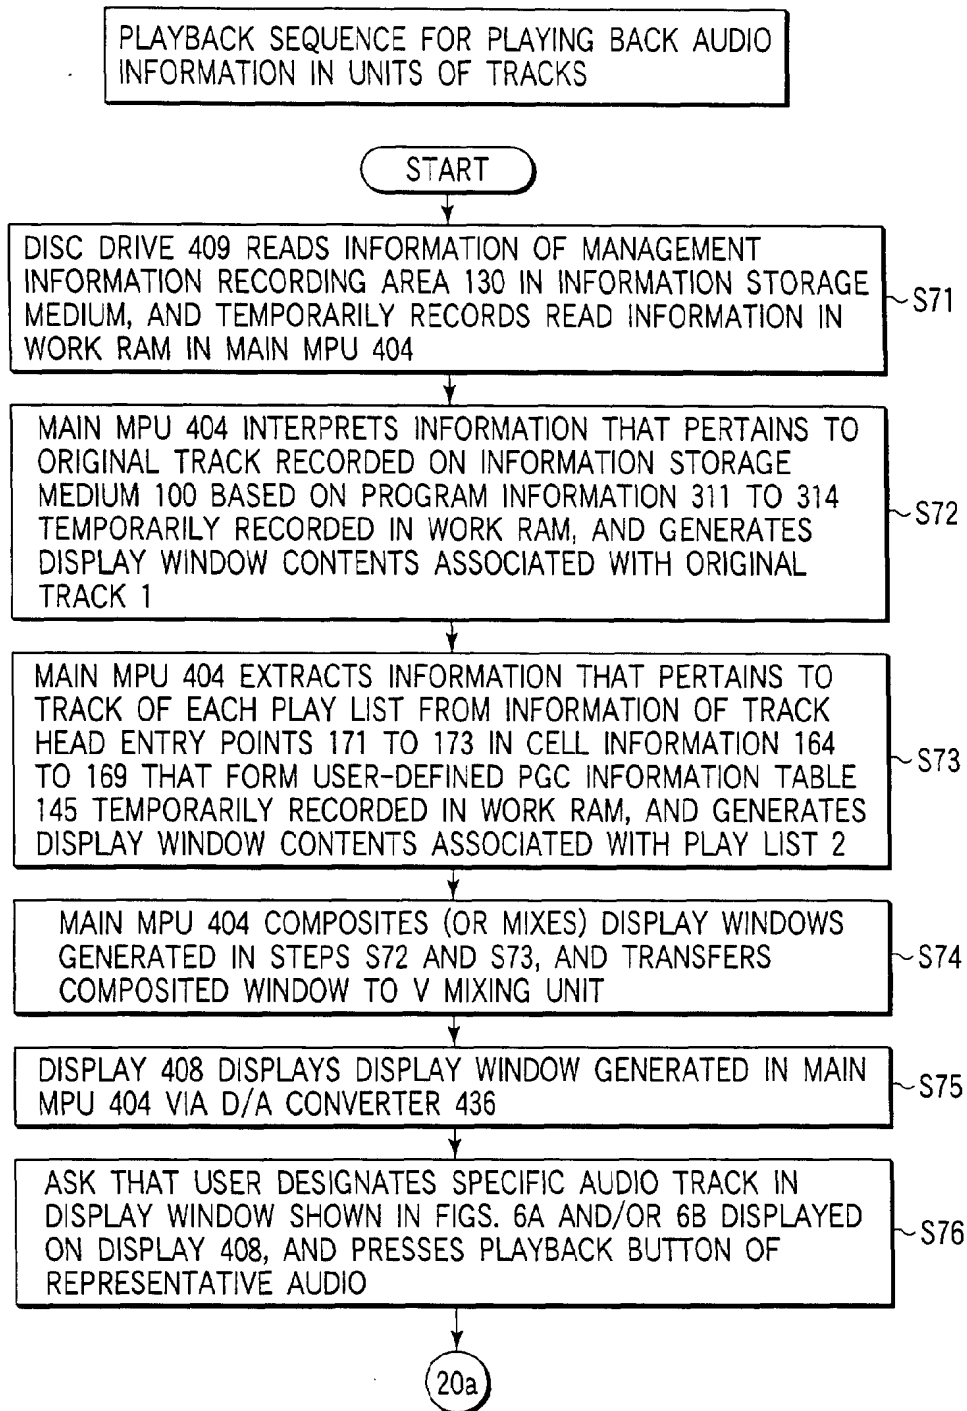 PLAYBACK SEQUENCE FOR PLAYING BACK AUDIO
INFORMATION IN UNITS OF TRACKS
START
DISC DRIVE 409 READS INFORMATION OF MANAGEMENT
INFORMATION RECORDING AREA 130 IN INFORMATION STORAGE
MEDIUM, AND TEMPORARILY RECORDS READ INFORMATION IN
WORK RAM IN MAIN MPU 404
S71
MAIN MPU 404 INTERPRETS INFORMATION THAT PERTAINS TO
ORIGINAL TRACK RECORDED ON INFORMATION STORAGE
MEDIUM 100 BASED ON PROGRAM INFORMATION 311 TO 314
TEMPORARILY RECORDED IN WORK RAM, AND GENERATES
DISPLAY WINDOW CONTENTS ASSOCIATED WITH ORIGINAL
TRACK 1
S72
MAIN MPU 404 EXTRACTS INFORMATION THAT PERTAINS TO
TRACK OF EACH PLAY LIST FROM INFORMATION OF TRACK
HEAD ENTRY POINTS 171 TO 173 IN CELL INFORMATION 164
TO 169 THAT FORM USER-DEFINED PGC INFORMATION TABLE
145 TEMPORARILY RECORDED IN WORK RAM, AND GENERATES
DISPLAY WINDOW CONTENTS ASSOCIATED WITH PLAY LIST 2
S73
MAIN MPU 404 COMPOSITES (OR MIXES) DISPLAY WINDOWS
GENERATED IN STEPS S72 AND S73, AND TRANSFERS
COMPOSITED WINDOW TO V MIXING UNIT
S74
DISPLAY 408 DISPLAYS DISPLAY WINDOW GENERATED IN MAIN
MPU 404 VIA D/A CONVERTER 436
S75
ASK THAT USER DESIGNATES SPECIFIC AUDIO TRACK IN
DISPLAY WINDOW SHOWN IN FIGS. 6A AND/OR 6B DISPLAYED
ON DISPLAY 408, AND PRESSES PLAYBACK BUTTON OF
REPRESENTATIVE AUDIO
S76
20a